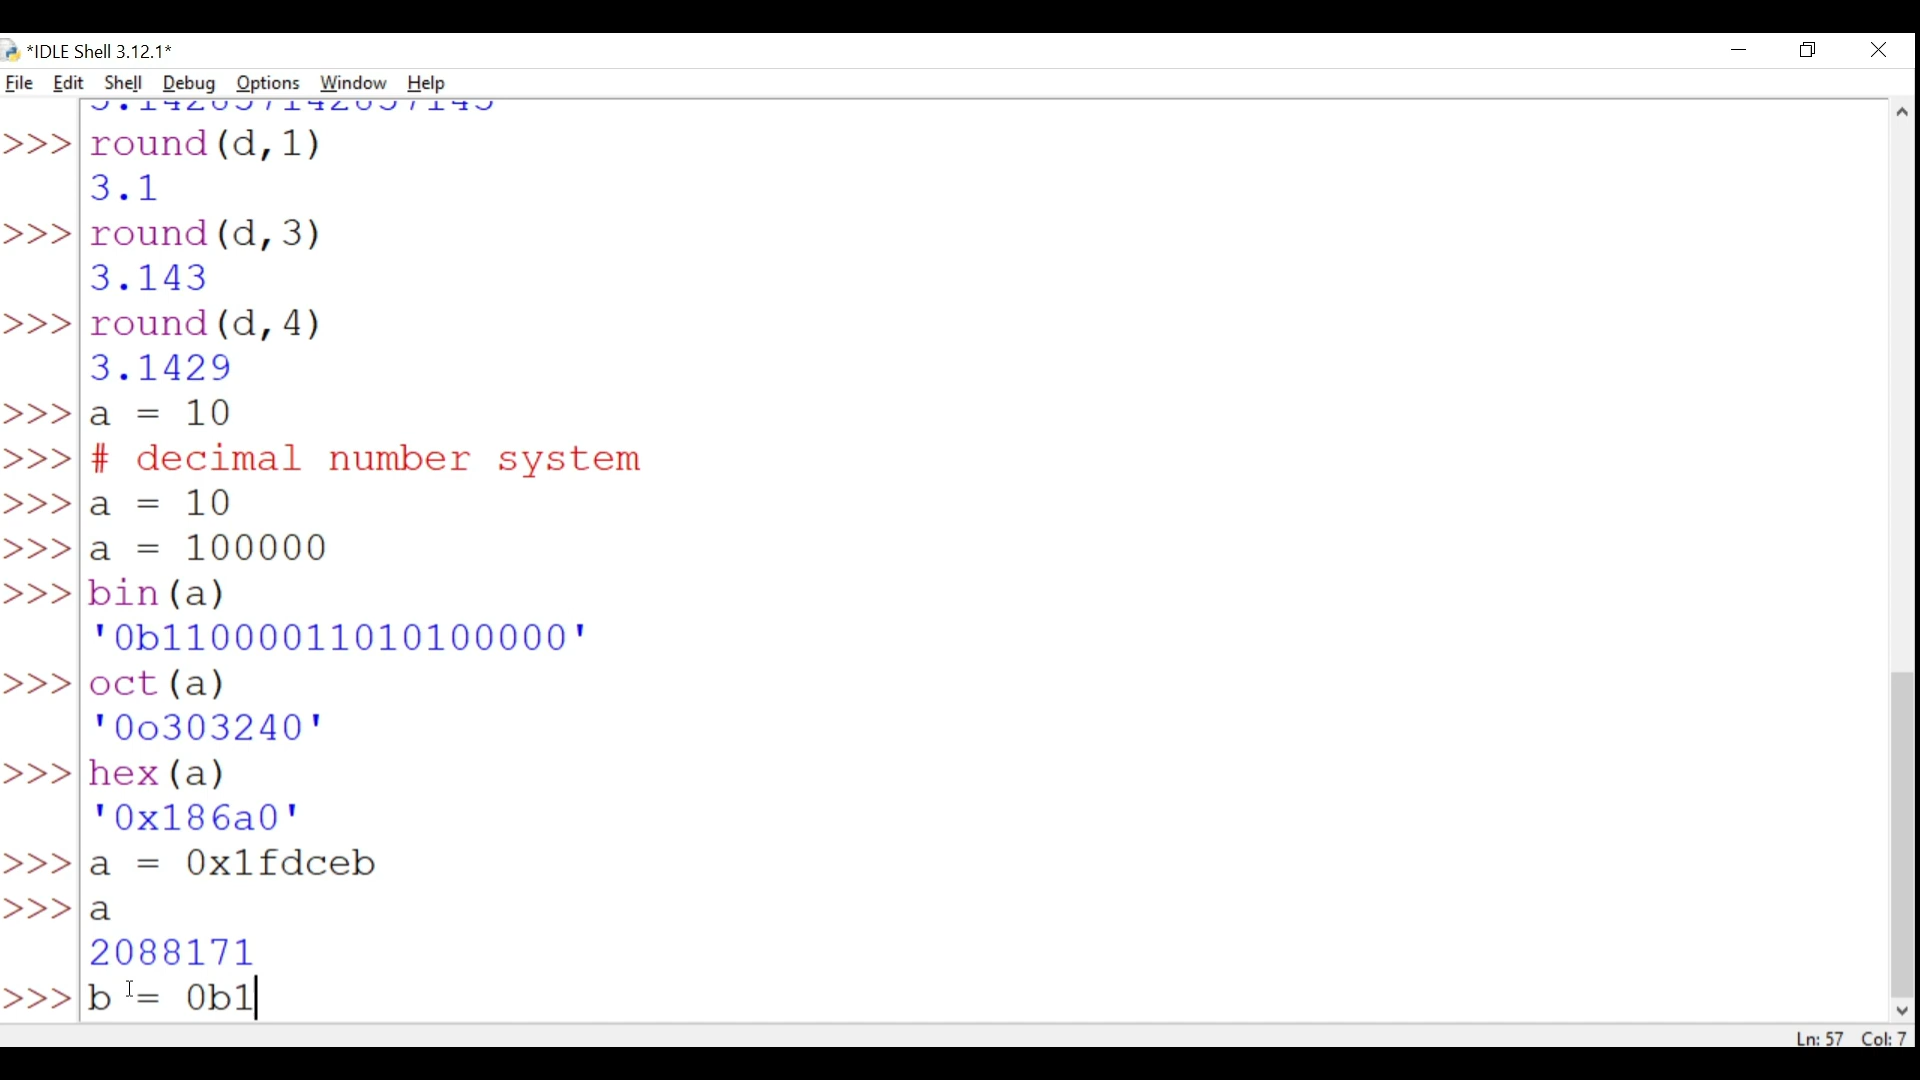 *IDLE Shell 3.12.1*
File Edit Shell Debug Options Window Help
3.142857142857143
>>> round(d,1)
3.1
>>> round(d,3)
3.143
>>> round(d,4)
3.1429
>>> a = 10
>>> # decimal number system
>>> a = 10
>>> a = 100000
>>> bin(a)
'0b11000011010100000'
>>> oct(a)
'0o303240'
>>> hex(a)
'0x186a0'
>>> a = 0x1fdceb
>>> a
2088171
>>> b = 0b1
Ln: 57 Col: 7